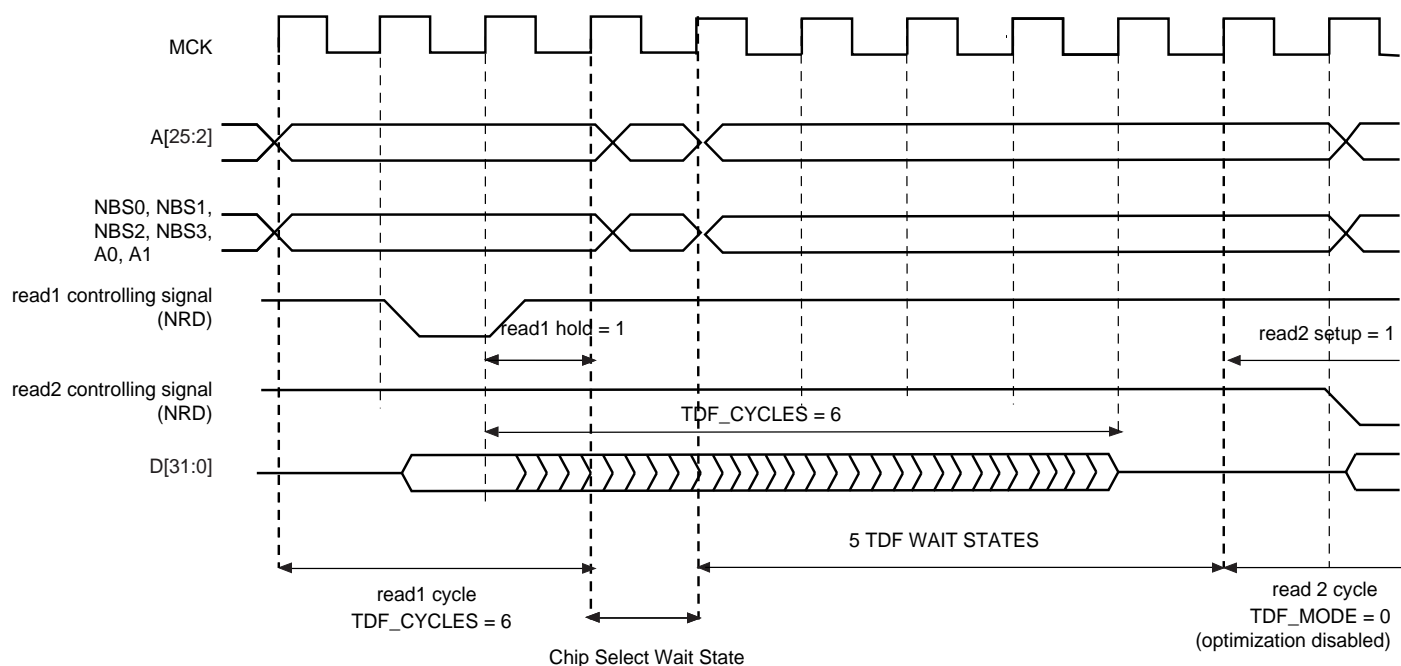 MCK
A[25:2]
NBS0, NBS1,
NBS2, NBS3,
A0, A1
read1 controlling signal
(NRD)
read1 hold = 1
read2 setup = 1
read2 controlling signal
(NRD)
TDF_CYCLES = 6
D[31:0]
5 TDF WAIT STATES
read1 cycle
TDF_CYCLES = 6
read 2 cycle
TDF_MODE = 0
(optimization disabled)
Chip Select Wait State